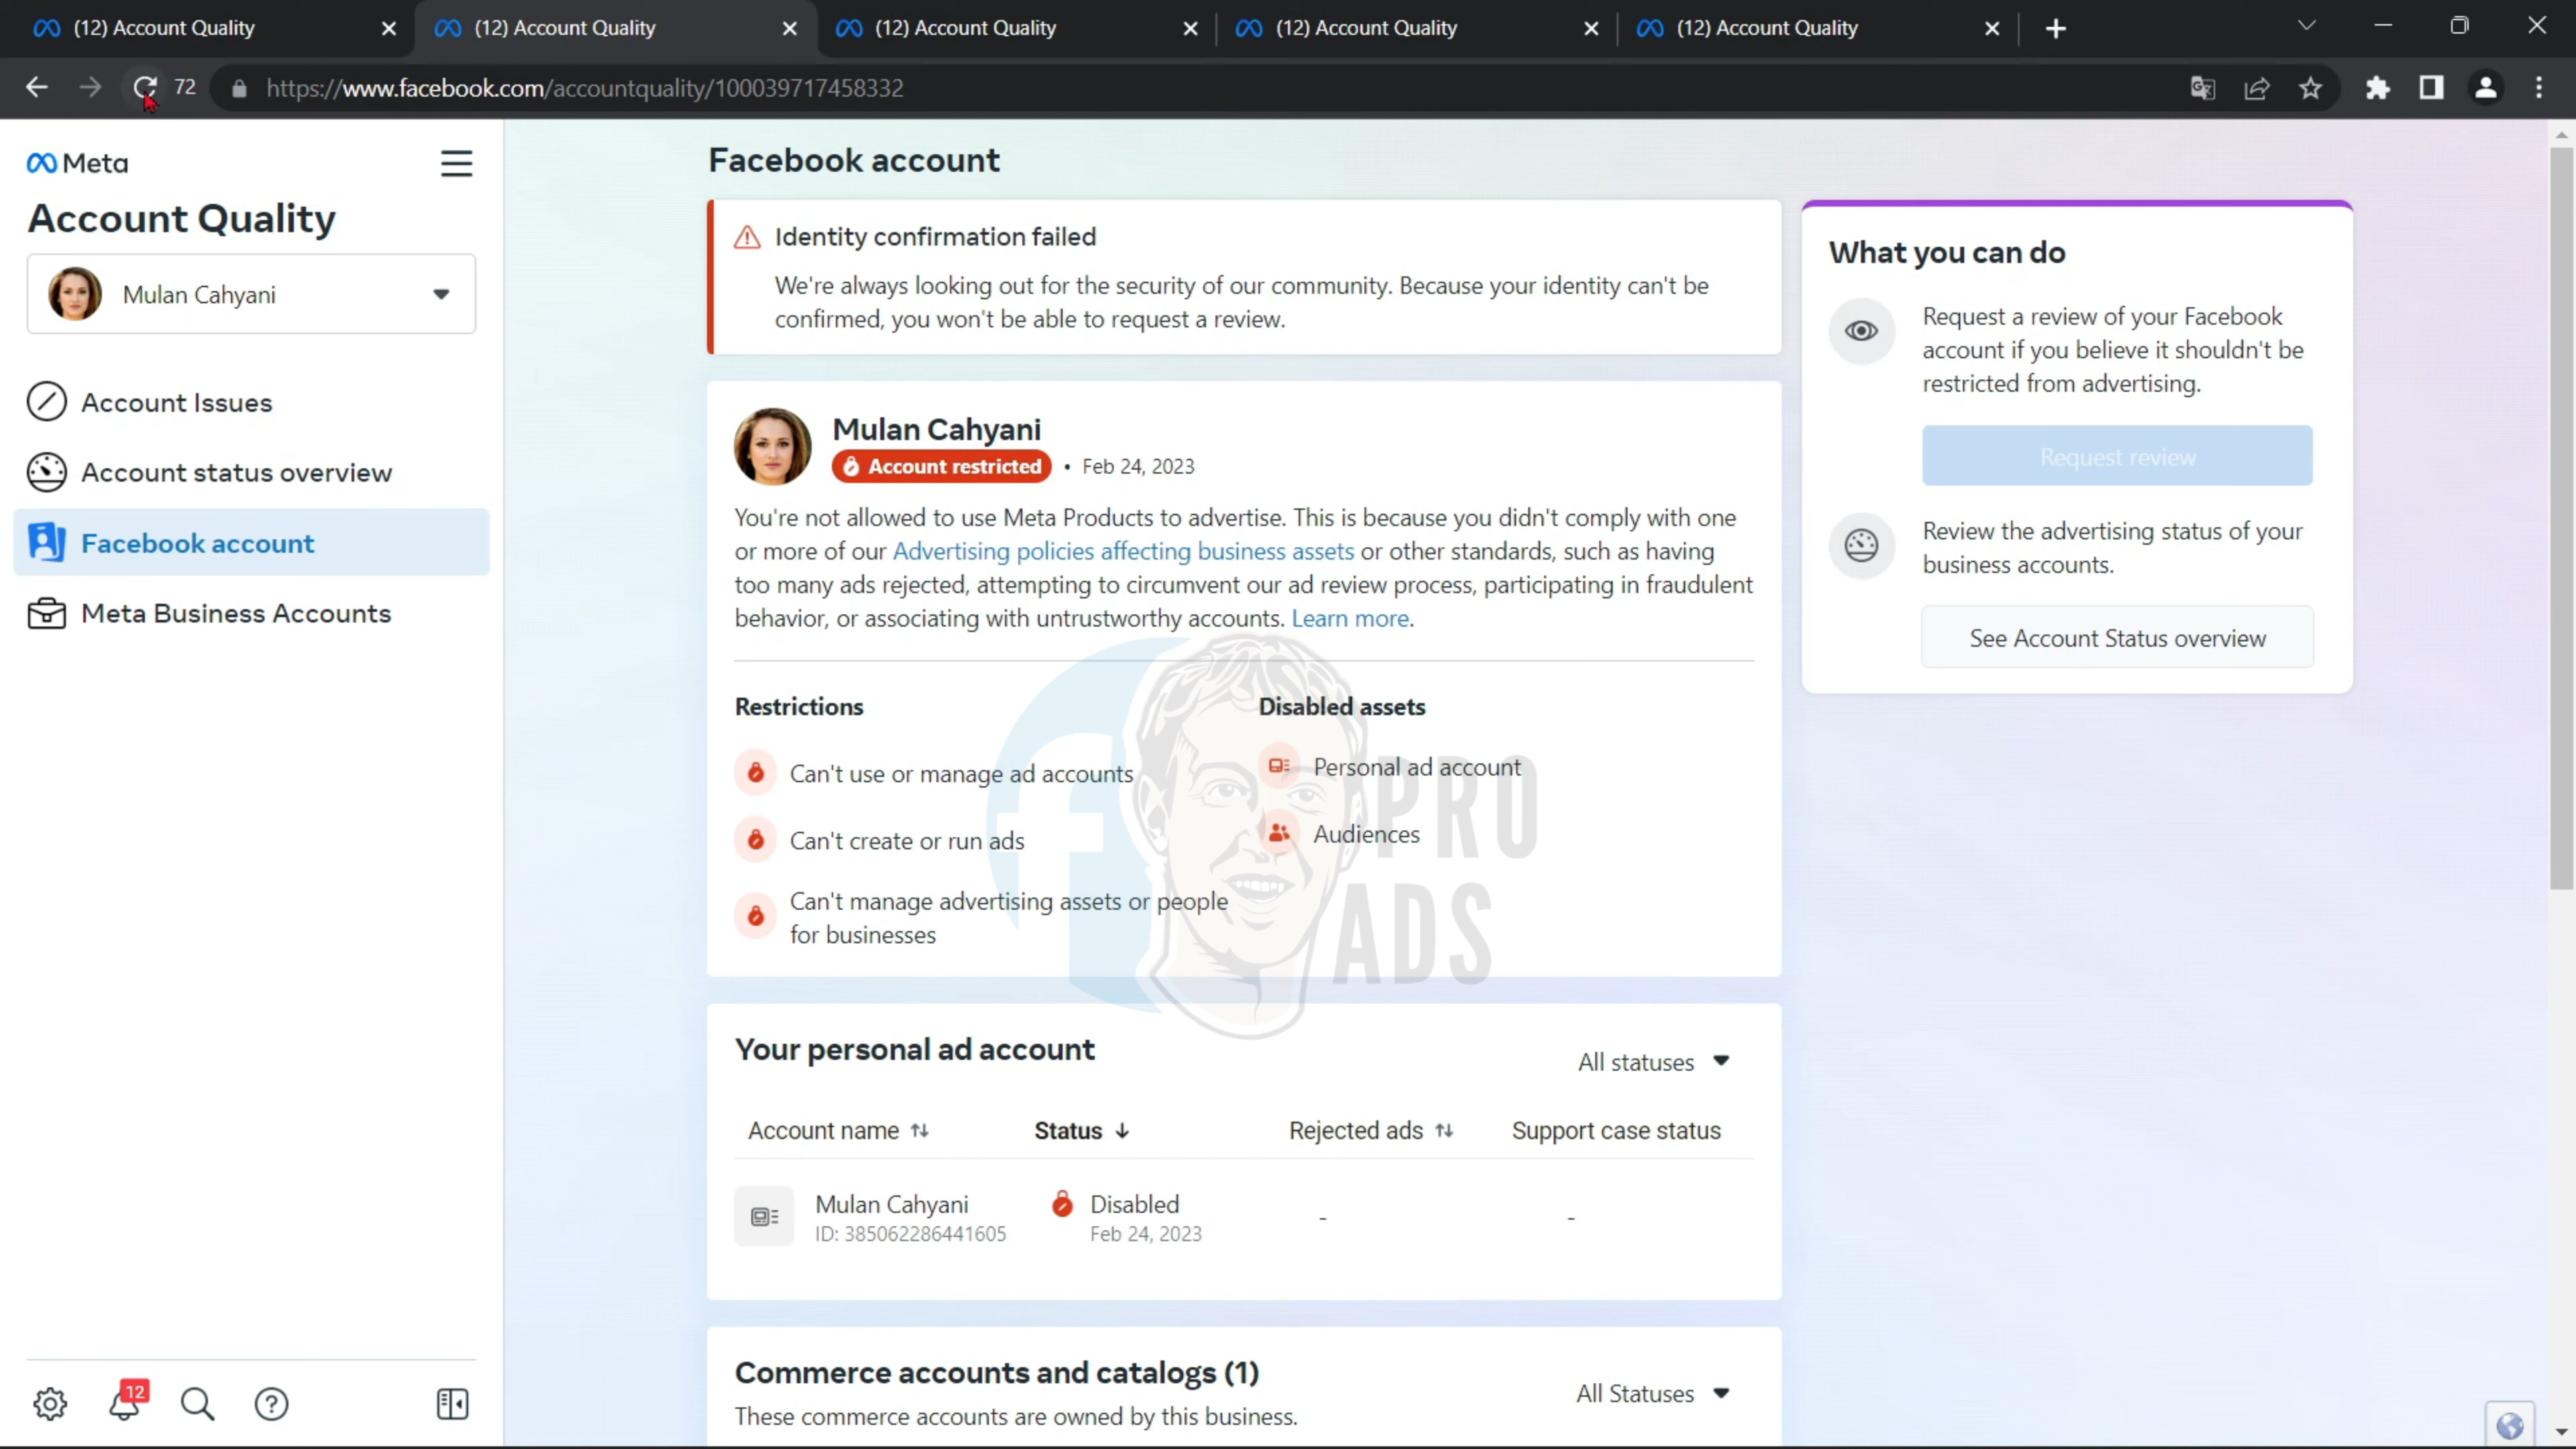 (12) Account Quality
(12) Account Quality
(12) Account Quality
(12) Account Quality
(12) Account Quality
72
https://www.facebook.com/accountquality/100039717458332
Meta
Account Quality
Mulan Cahyani
Account Issues
Account status overview
Facebook account
Meta Business Accounts
12
Facebook account
Identity confirmation failed
We're always looking out for the security of our community. Because your identity can't be
confirmed, you won't be able to request a review.
Mulan Cahyani
Account restricted • Feb 24, 2023
You're not allowed to use Meta Products to advertise. This is because you didn't comply with one
or more of our Advertising policies affecting business assets or other standards, such as having
too many ads rejected, attempting to circumvent our ad review process, participating in fraudulent
behavior, or associating with untrustworthy accounts. Learn more.
Restrictions
Can't use or manage ad accounts
Can't create or run ads
Can't manage advertising assets or people
for businesses
Disabled assets
Personal ad account
Audiences
f PRO
ADS
Your personal ad account
All statuses
Account name Status Rejected ads Support case status
Mulan Cahyani Disabled - -
ID: 385062286441605 Feb 24, 2023
Commerce accounts and catalogs (1)
All Statuses
These commerce accounts are owned by this business.
What you can do
Request a review of your Facebook
account if you believe it shouldn't be
restricted from advertising.
Request review
Review the advertising status of your
business accounts.
See Account Status overview